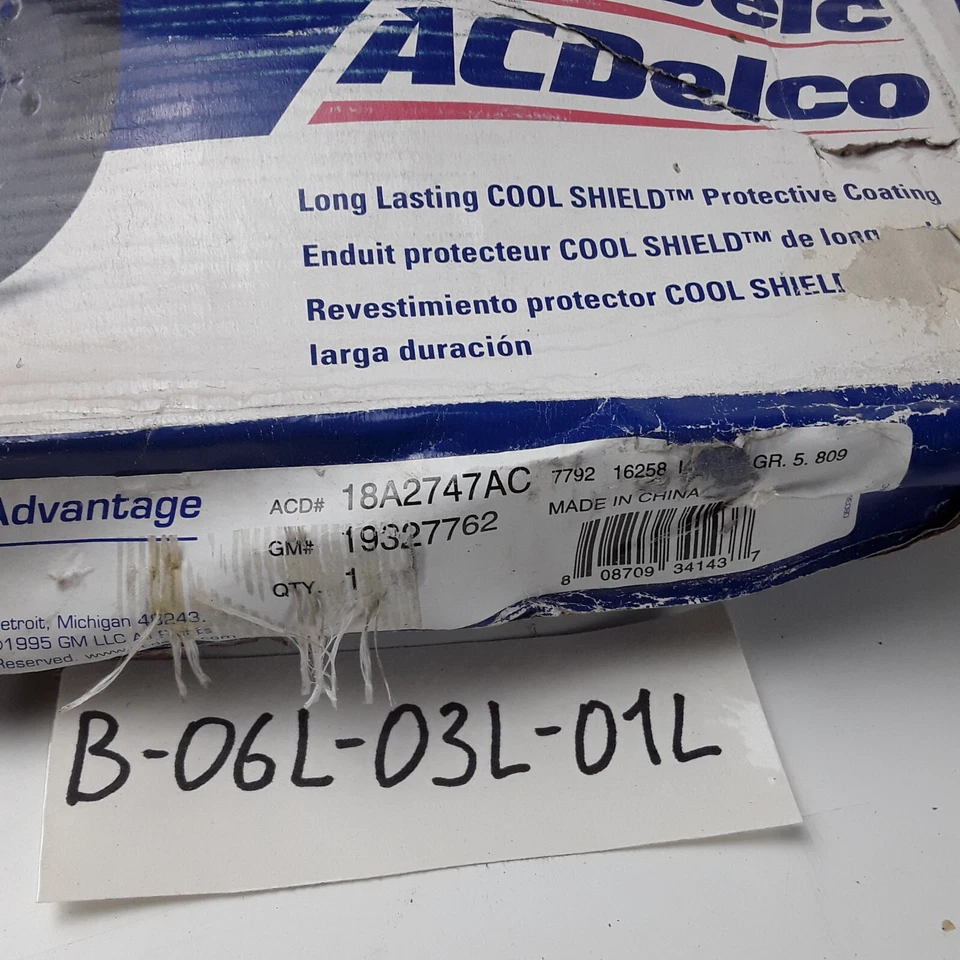 ACDelco
Long Lasting COOL SHIELD™ Protective Coating
Enduit protecteur COOL SHIELD™ de
Revestimiento protector COOL SHIEL
larga duración
Advantage
ACD# 18A2747AC
GM# 19327762
QTY. 1
7792 16258 GR. 5. 809
MADE IN CHINA
8 08709 34143 7
etroit, Michigan 48243.
©1995 GM LLC
Reserved. www.
B-06L-03L-01L